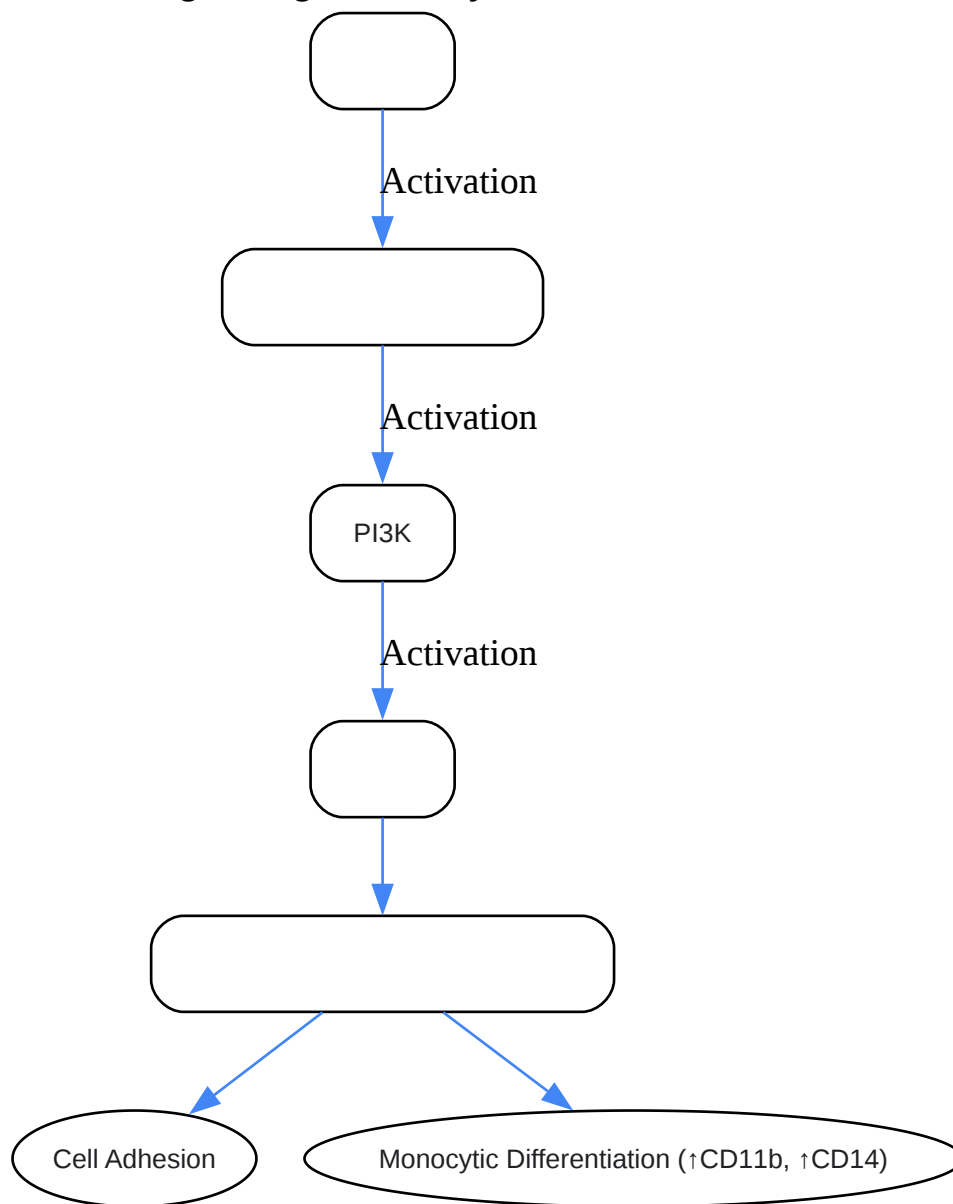 Activation
Activation
PI3K
Activation
Cell Adhesion
Monocytic Differentiation (↑CD11b, ↑CD14)